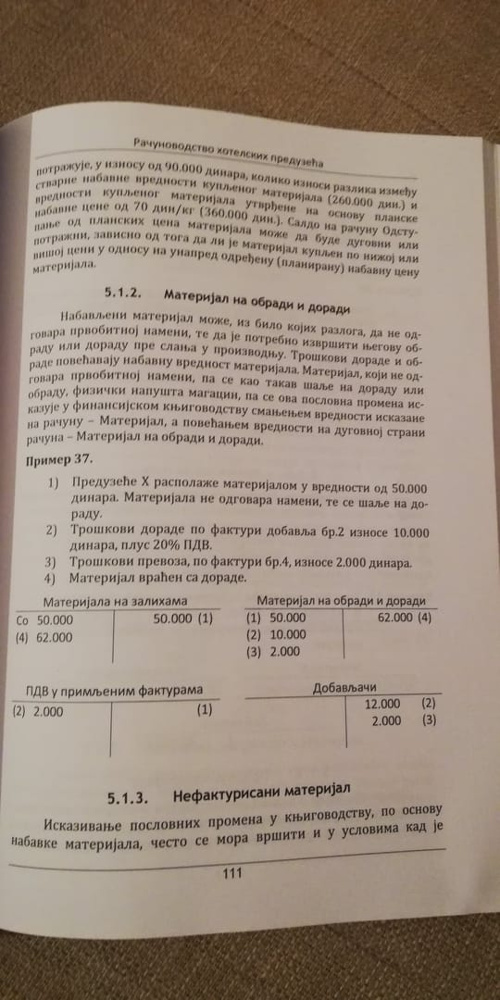 Рачуноводство хотелских предузећа
потражује, у износу од 90.000 динара, колико износи разлика између
стварне набавне вредности купљеног материјала (260.000 дин.) и
вредности купљеног материјала утврђене на основу планске
набавне цене од 70 дин/кг (360.000 дин.). Салдо на рачуну Одсту-
пање од планских цена материјала може да буде дуговни или
потражни, зависно од тога да ли је материјал купљен по нижој или
вишој цени у односу на унапред одређену (планирану) набавну цену
материјала.
5.1.2. Материјал на обради и доради
Набављени материјал може, из било којих разлога, да не од-
говара првобитној намени, те да је потребно извршити његову об-
раду или дораду пре слања у производњу. Трошкови дораде и об-
раде повећавају набавну вредност материјала. Материјал, који не од-
говара првобитној намени, па се као такав шаље на дораду или
обраду, физички напушта магацин, па се ова пословна промена ис-
казује у финансијском књиговодству смањењем вредности исказане
на рачуну – Материјал, а повећањем вредности на дуговној страни
рачуна – Материјал на обради и доради.
Пример 37.
1) Предузеће X располаже материјалом у вредности од 50.000
динара. Материјала не одговара намени, те се шаље на до-
раду.
2) Трошкови дораде по фактури добавља бр.2 износе 10.000
динара, плус 20% ПДВ.
3) Трошкови превоза, по фактури бр.4, износе 2.000 динара.
4) Материјал враћен са дораде.
Материјала на залихама
Со 50.000 50.000 (1)
(4) 62.000
Материјал на обради и доради
(1) 50.000 62.000 (4)
(2) 10.000
(3) 2.000
ПДВ у примљеним фактурама
(2) 2.000 (1)
Добављачи
12.000 (2)
2.000 (3)
5.1.3. Нефактурисани материјал
Исказивање пословних промена у књиговодству, по основу
набавке материјала, често се мора вршити и у условима кад је
111